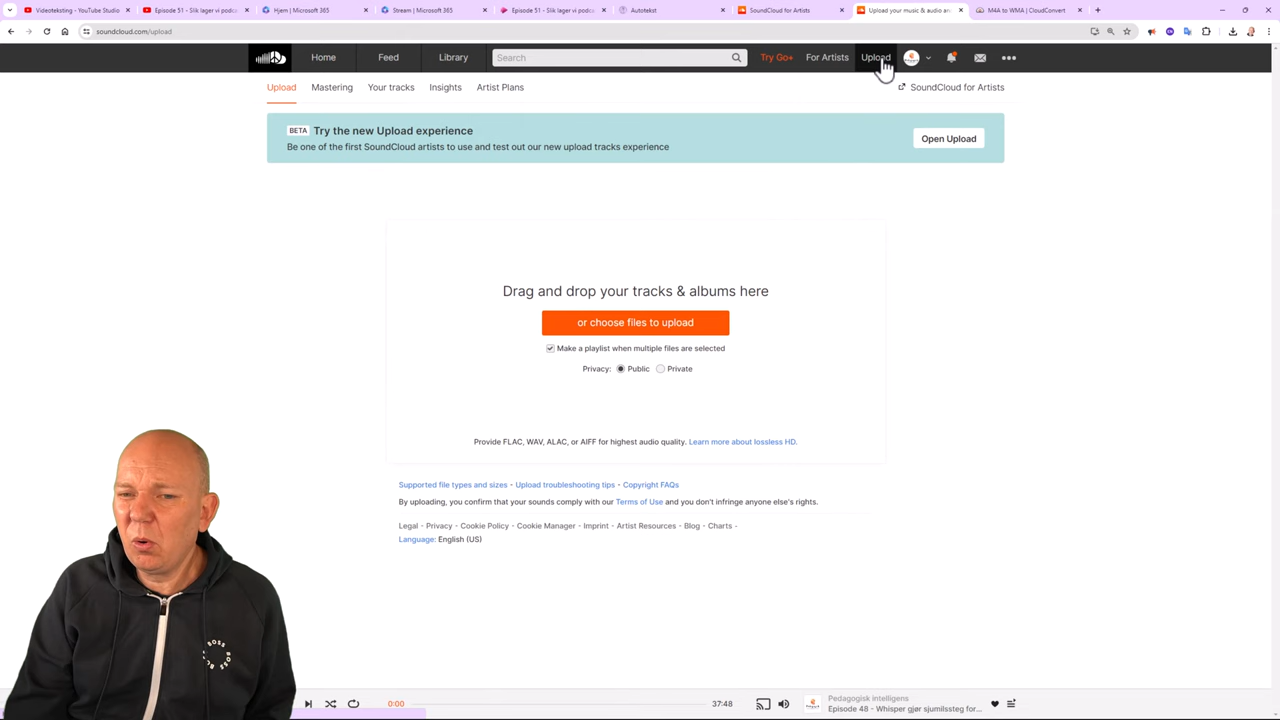 Videoteksting - YouTube Studio
Episode 51 - Slik lager vi podca
Hjem | Microsoft 365
Stream | Microsoft 365
Episode 51 - Slik lager vi podc
Autotekst
SoundCloud for Artists
Upload your music & audio an
M4A to WMA | CloudConvert
soundcloud.com/upload
Home
Feed
Library
Search
Try Go+
For Artists
Upload
Upload
Mastering
Your tracks
Insights
Artist Plans
SoundCloud for Artists
BETA Try the new Upload experience
Be one of the first SoundCloud artists to use and test out our new upload tracks experience
Open Upload
Drag and drop your tracks & albums here
or choose files to upload
Make a playlist when multiple files are selected
Privacy: Public Private
Provide FLAC, WAV, ALAC, or AIFF for highest audio quality. Learn more about lossless HD.
Supported file types and sizes - Upload troubleshooting tips - Copyright FAQs
By uploading, you confirm that your sounds comply with our Terms of Use and you don't infringe anyone else's rights.
Legal - Privacy - Cookie Policy - Cookie Manager - Imprint - Artist Resources - Blog - Charts -
Language: English (US)
BOSS
BOSS
0:00
37:48
Pedagogisk intelligens
Episode 48 - Whisper gjør sjumilssteg for...